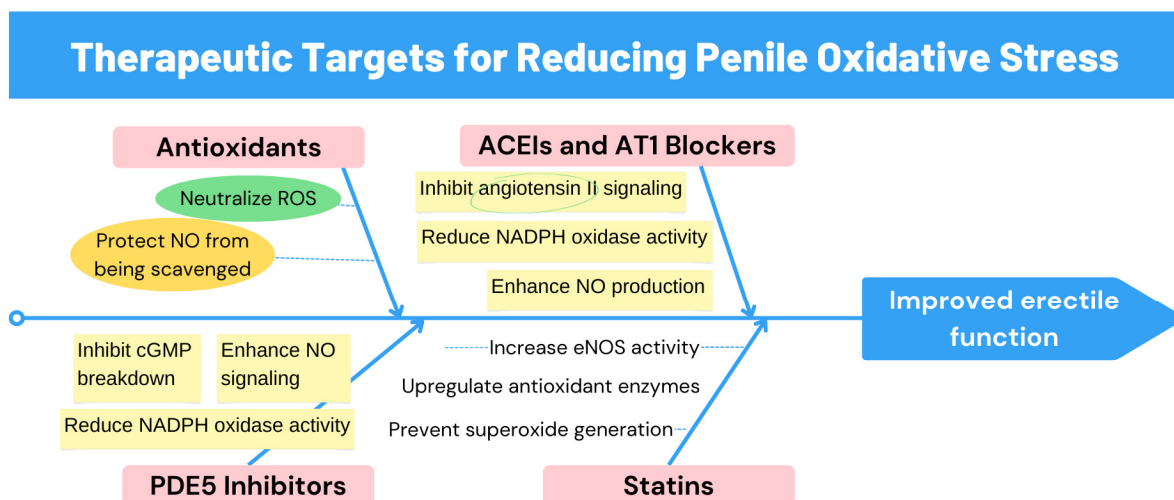 Therapeutic Targets for Reducing Penile Oxidative Stress
Antioxidants
Neutralize ROS
Protect NO from
being scavenged
ACEIs and AT1 Blockers
Inhibit angiotensin Ii signaling
Reduce NADPH oxidase activity
Enhance NO production
Improved erectile
function
Inhibit cGMP
breakdown
Enhance NO
signaling
Reduce NADPH oxidase activity
PDE5 Inhibitors
Increase eNOS activity
Upregulate antioxidant enzymes
Prevent superoxide generation
Statins